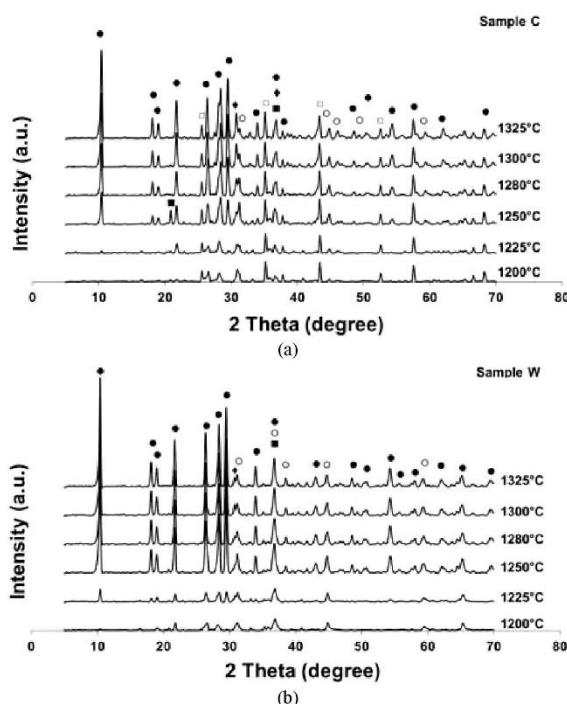 Sample C
Intensity (a.u.)
1325°C
1300°C
1280°C
1250°C
1225°C
1200°C
0 10 20 30 40 50 60 70
2 Theta (degree)
(a)
Sample W
Intensity (a.u.)
1325°C
1300°C
1280°C
1250°C
1225°C
1200°C
0 10 20 30 40 50 60 70 80
2 Theta (degree)
(b)